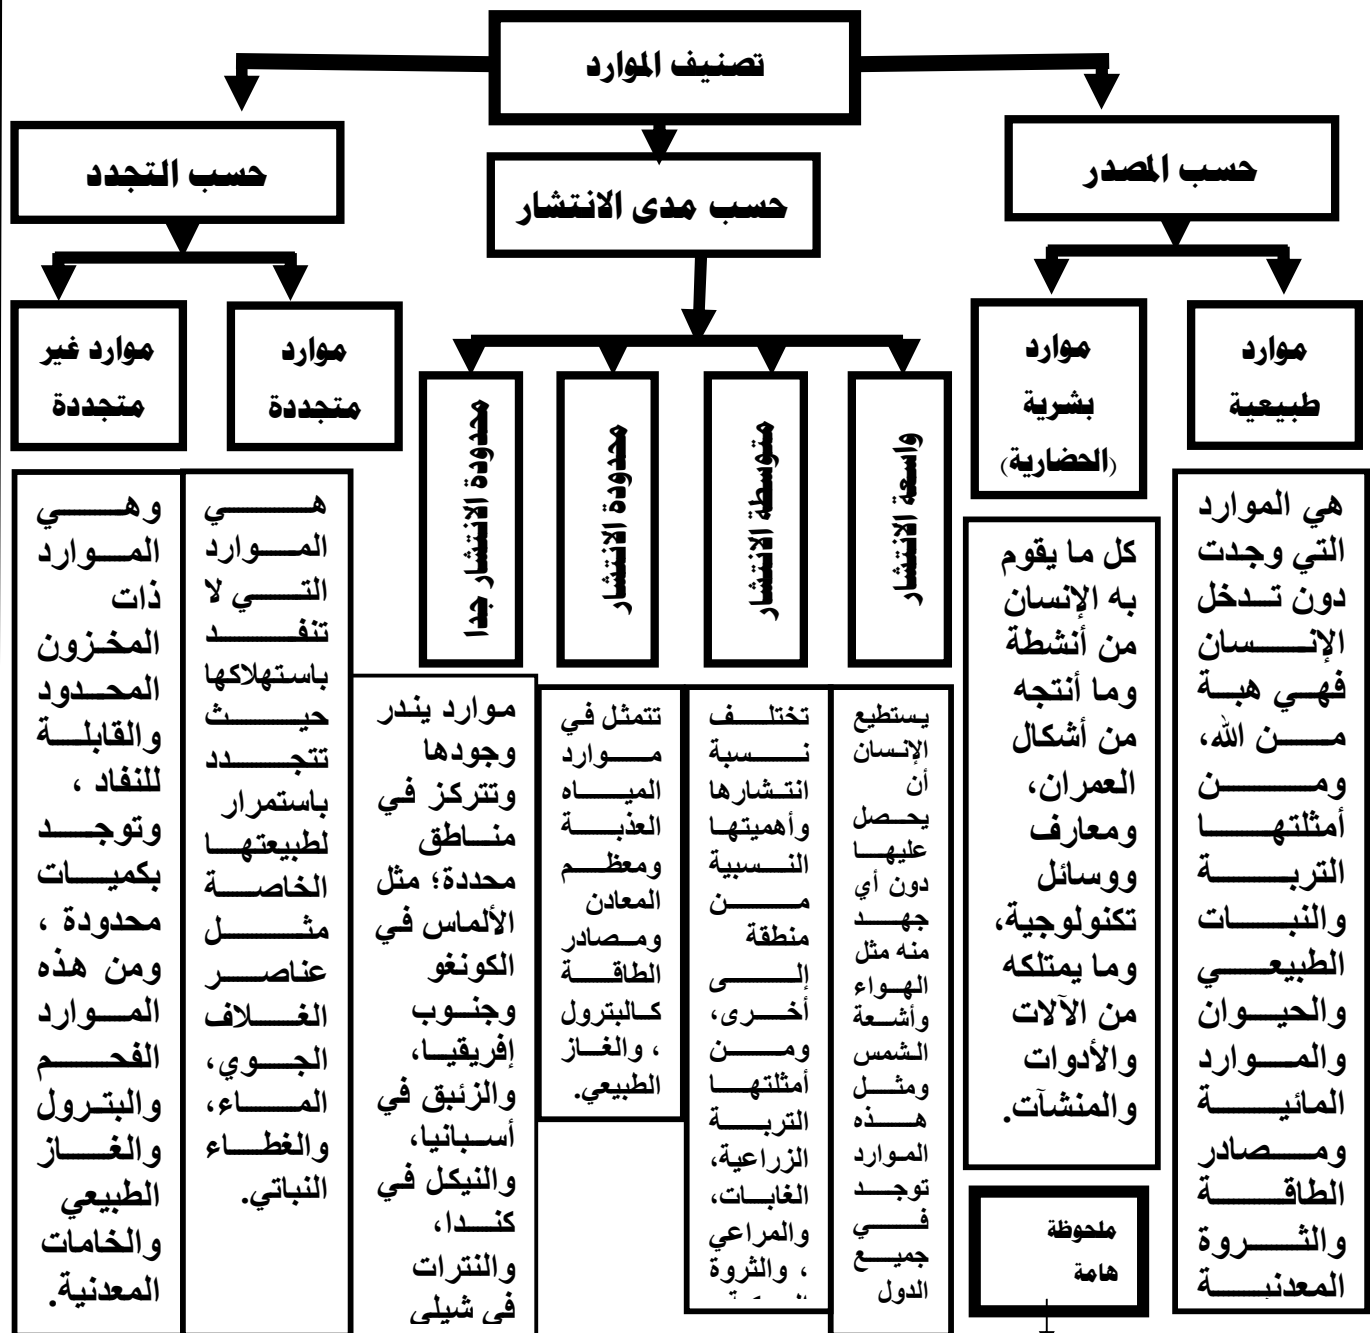 تصنيف الموارد
حسب المصدر
حسب مدى الانتشار
حسب التجدد
موارد
طبيعية
موارد
بشرية
(الحضارية)
واسعة الانتشار
متوسطة الانتشار
محدودة الانتشار
محدودة الانتشار جدا
موارد
متجددة
موارد غير
متجددة
هي الموارد
التي وجدت
دون تدخل
الإنسان
فهي هبة
من الله،
ومن
أمثلتها
التربة
والنبات
الطبيعي
والحيوان
والموارد
المائية
ومصادر
الطاقة
والثروة
المعدنية
كل ما يقوم
به الإنسان
من أنشطة
وما أنتجه
من أشكال
العمران،
ومعارف
ووسائل
تكنولوجية،
وما يمتلكه
من الآلات
والأدوات
والمنشآت.
ملحوظة
هامة
يستطيع
الإنسان
أن
يحصل
عليها
دون أي
جهد
منه مثل
الهواء
وأشعة
الشمس
ومثل
هذه
الموارد
توجد
في
جميع
الدول
تختلف
نسبة
انتشارها
وأهميتها
النسبية
من
منطقة
إلى
أخرى،
ومن
أمثلتها
التربة
الزراعية،
الغابات،
والمراعي
، والثروة
تتمثل في
موارد
المياه
العذبة
ومعظم
المعادن
ومصادر
الطاقة
كالبترول
، والغاز
الطبيعي.
موارد يندر
وجودها
وتتركز في
مناطق
محددة؛ مثل
الألماس في
الكونغو
وجنوب
إفريقيا،
والزئبق في
أسبانيا،
والنيكل في
كندا،
والنترات
في شيلي
هي
الموارد
التي لا
تنفد
باستهلاكها
حيث
تتجدد
باستمرار
لطبيعتها
الخاصة
مثل
عناصر
الغلاف
الجوي،
الماء،
والغطاء
النباتي.
وهي
الموارد
ذات
المخزون
المحدود
والقابلة
للنفاد ،
وتوجد
بكميات
محدودة ،
ومن هذه
الموارد
الفحم
والبترول
والغاز
الطبيعي
والخامات
المعدنية.